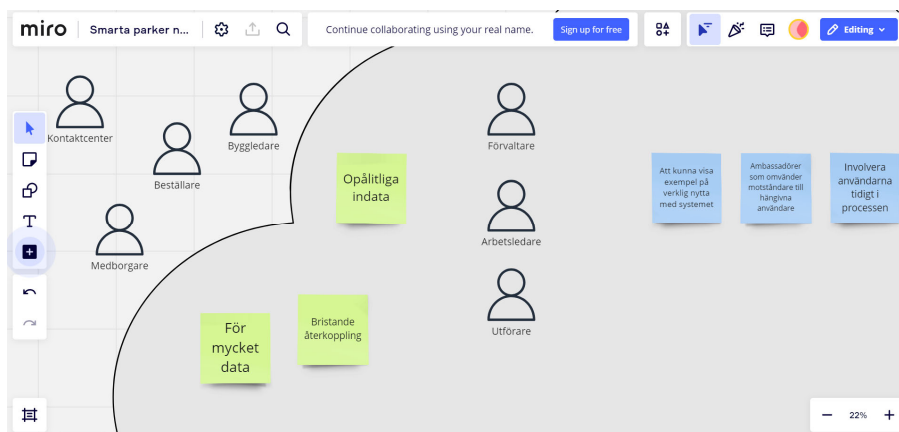 miro
Smarta parker n...
Continue collaborating using your real name.
Sign up for free
Editing
Kontaktcenter
Beställare
Byggledare
Medborgare
Förvaltare
Arbetsledare
Utförare
Opålitliga
indata
För
mycket
data
Bristande
återkoppling
Att kunna visa
exempel på
verklig nytta
med systemet
Ambassadörer
som omvänder
motståndare till
hängivna
användare
Involvera
användarna
tidigt i
processen
T
22%